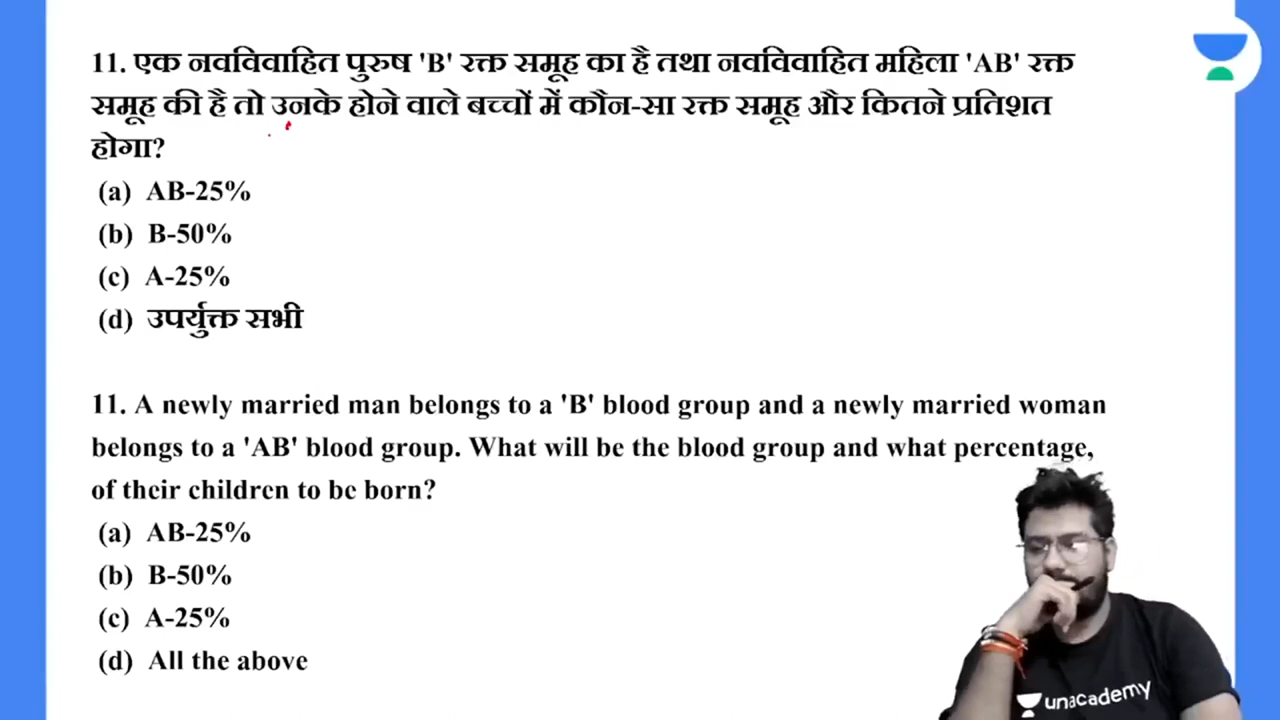 11. एक नवविवाहित पुरुष 'B' रक्त समूह का है तथा नवविवाहित महिला 'AB' रक्त
समूह की है तो उनके होने वाले बच्चों में कौन-सा रक्त समूह और कितने प्रतिशत
होगा?
(a) AB-25%
(b) B-50%
(c) A-25%
(d) उपर्युक्त सभी
11. A newly married man belongs to a 'B' blood group and a newly married woman
belongs to a 'AB' blood group. What will be the blood group and what percentage,
of their children to be born?
(a) AB-25%
(b) B-50%
(c) A-25%
(d) All the above
unacademy